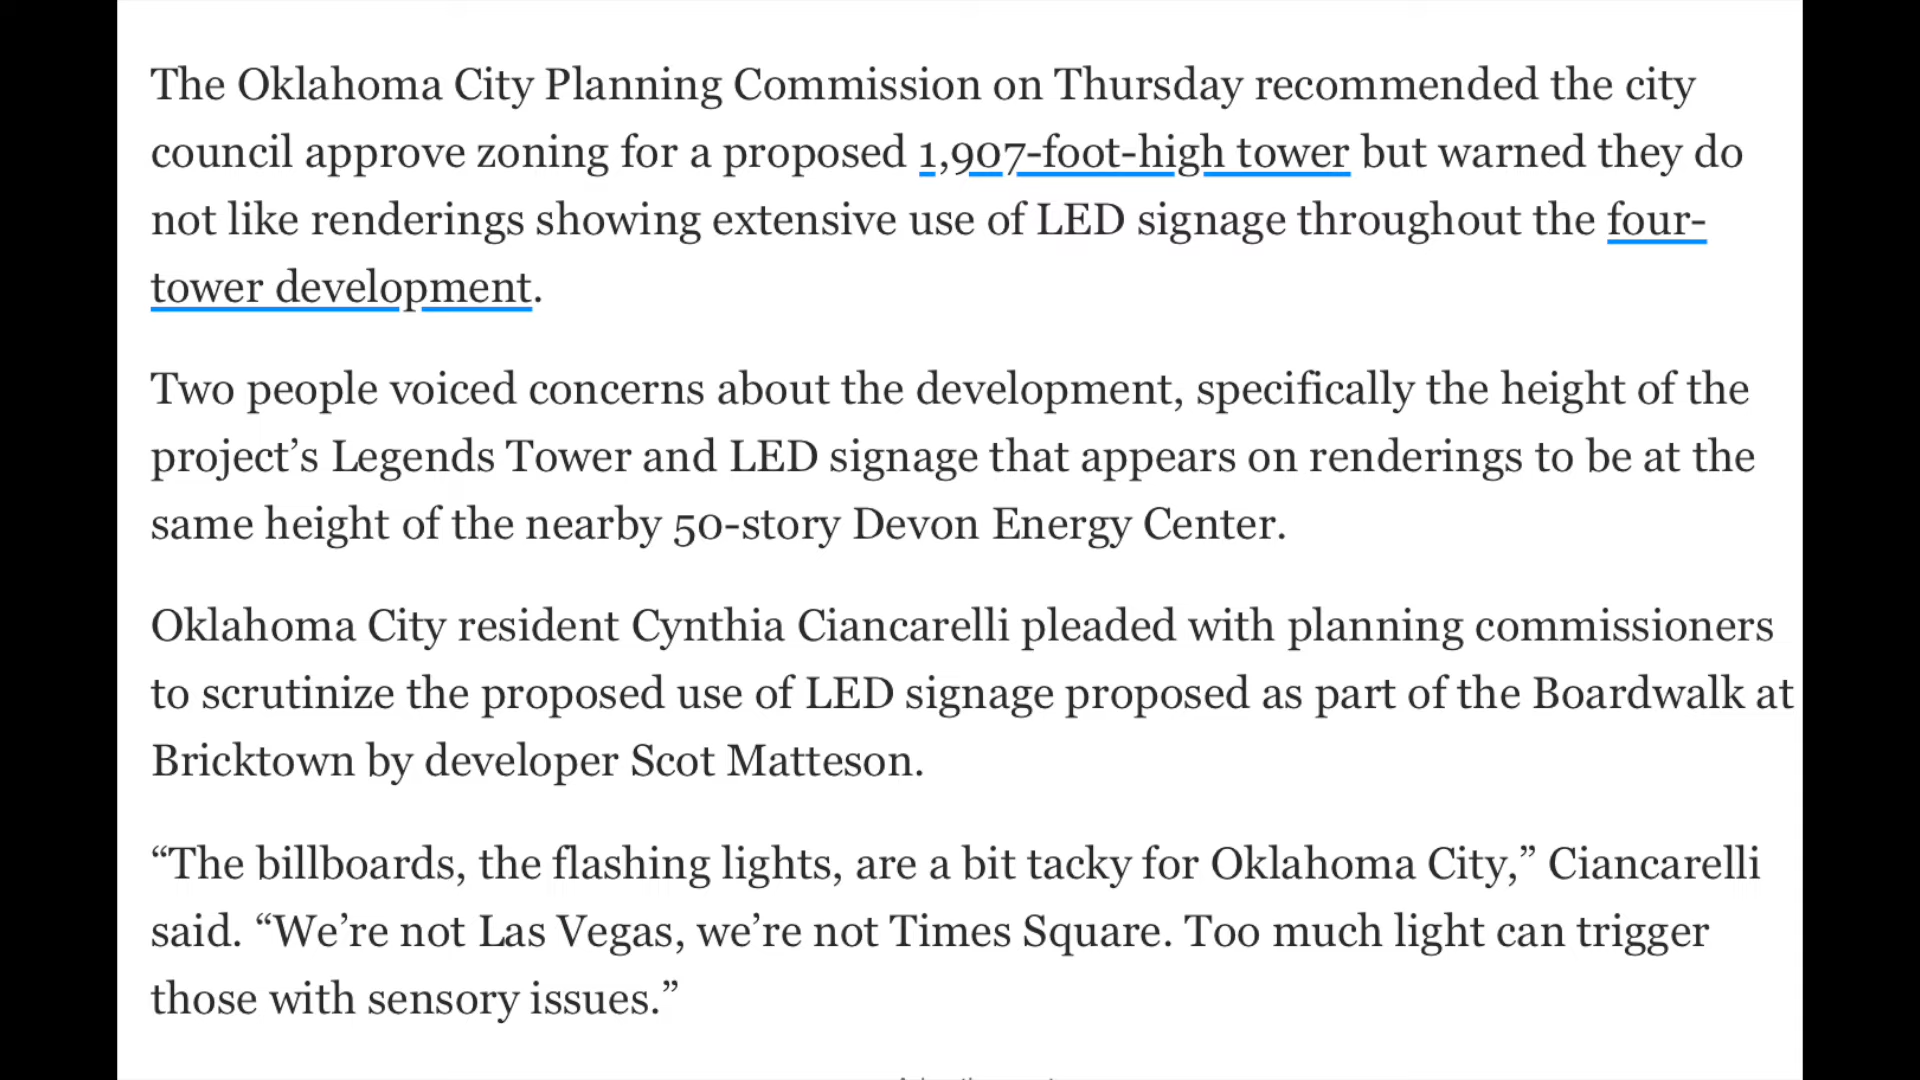 The Oklahoma City Planning Commission on Thursday recommended the city
council approve zoning for a proposed 1,907-foot-high tower but warned they do
not like renderings showing extensive use of LED signage throughout the four-
tower development.
Two people voiced concerns about the development, specifically the height of the
project’s Legends Tower and LED signage that appears on renderings to be at the
same height of the nearby 50-story Devon Energy Center.
Oklahoma City resident Cynthia Ciancarelli pleaded with planning commissioners
to scrutinize the proposed use of LED signage proposed as part of the Boardwalk at
Bricktown by developer Scot Matteson.
“The billboards, the flashing lights, are a bit tacky for Oklahoma City,” Ciancarelli
said. “We’re not Las Vegas, we’re not Times Square. Too much light can trigger
those with sensory issues.”